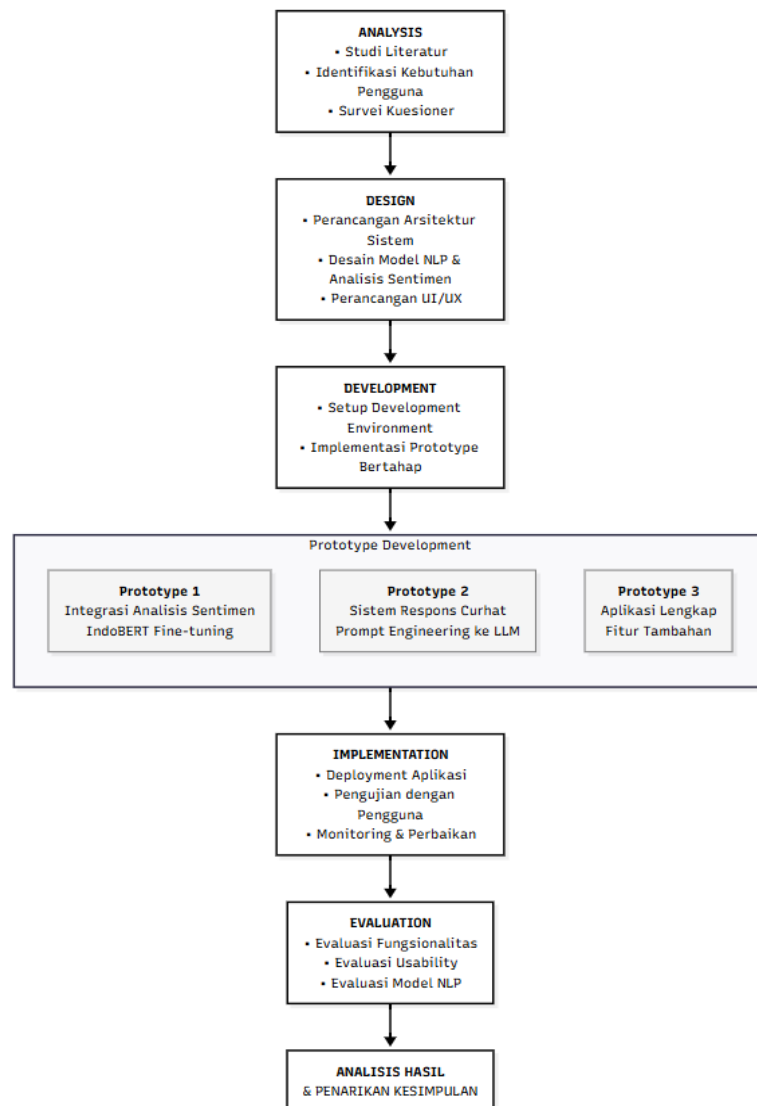 ANALYSIS
▪ Studi Literatur
▪ Identifikasi Kebutuhan
Pengguna
▪ Survei Kuesioner
DESIGN
▪ Perancangan Arsitektur
Sistem
▪ Desain Model NLP &
Analisis Sentimen
▪ Perancangan UI/UX
DEVELOPMENT
▪ Setup Development
Environment
▪ Implementasi Prototype
Bertahap
Prototype Development
Prototype 1
Integrasi Analisis Sentimen
IndoBERT Fine-tuning
Prototype 2
Sistem Respons Curhat
Prompt Engineering ke LLM
Prototype 3
Aplikasi Lengkap
Fitur Tambahan
IMPLEMENTATION
▪ Deployment Aplikasi
▪ Pengujian dengan
Pengguna
▪ Monitoring & Perbaikan
EVALUATION
▪ Evaluasi Fungsionalitas
▪ Evaluasi Usability
▪ Evaluasi Model NLP
ANALISIS HASIL
& PENARIKAN KESIMPULAN